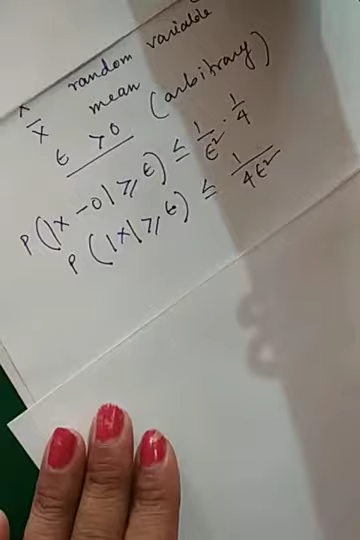 X random variable
x̄ mean
ϵ > 0 (arbitrary)
P(|X - 0| ⩾ ϵ) ≤ 1/ϵ² · 1/4
P(|X| ⩾ ϵ) ≤ 1/4ϵ²